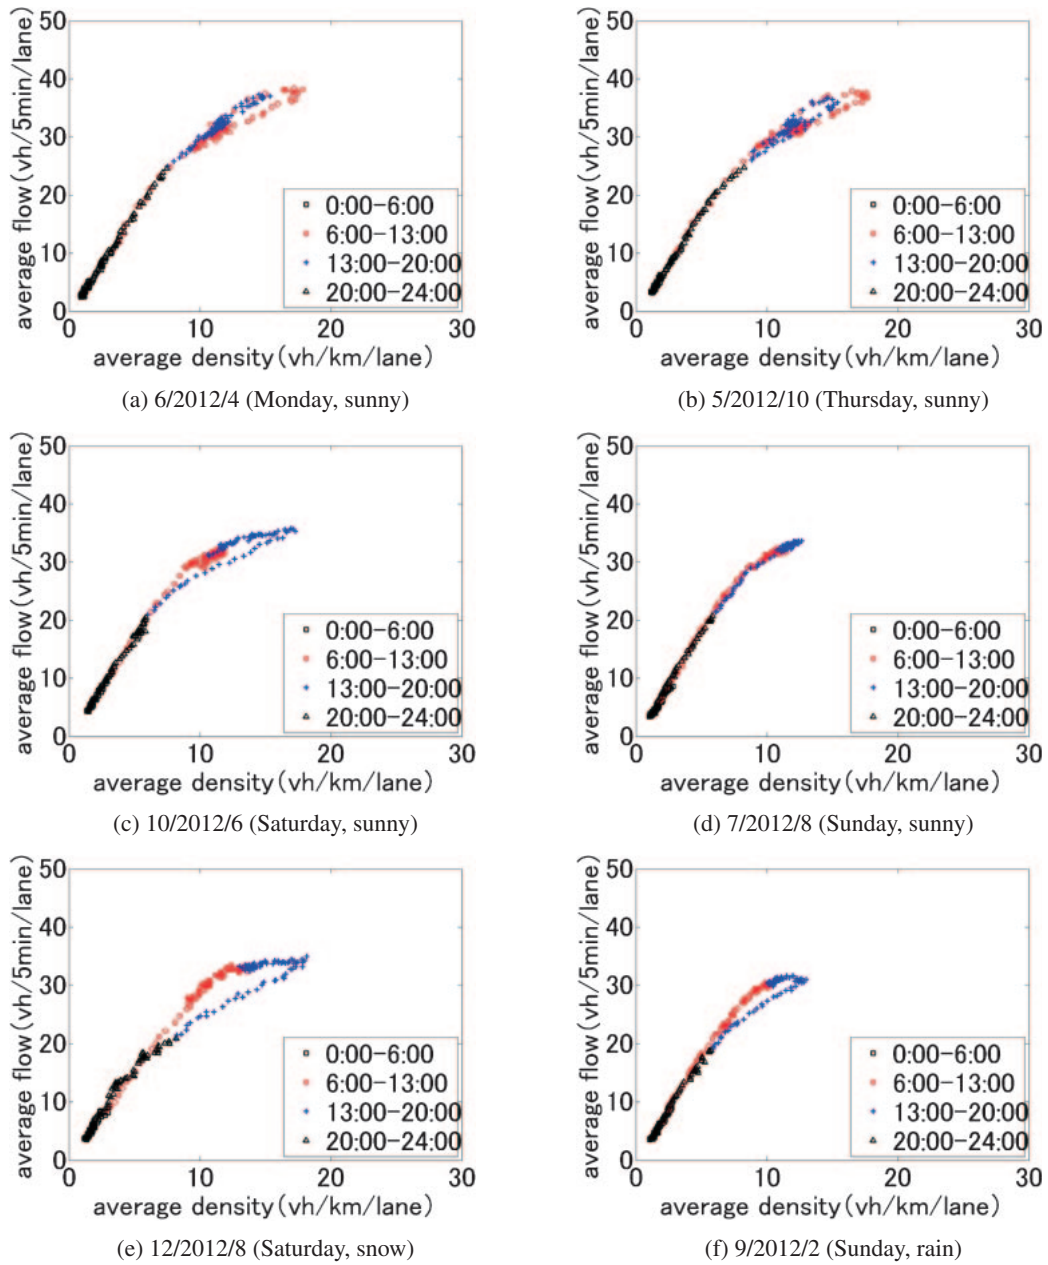 50
40
30
20
10
0
average flow(vh/5min/lane)
0:00-6:00
6:00-13:00
13:00-20:00
20:00-24:00
0 10 20 30
average density(vh/km/lane)
(a) 6/2012/4 (Monday, sunny)
50
40
30
20
10
0
average flow(vh/5min/lane)
0:00-6:00
6:00-13:00
13:00-20:00
20:00-24:00
0 10 20 30
average density(vh/km/lane)
(b) 5/2012/10 (Thursday, sunny)
50
40
30
20
10
0
average flow(vh/5min/lane)
0:00-6:00
6:00-13:00
13:00-20:00
20:00-24:00
0 10 20 30
average density(vh/km/lane)
(c) 10/2012/6 (Saturday, sunny)
50
40
30
20
10
0
average flow(vh/5min/lane)
0:00-6:00
6:00-13:00
13:00-20:00
20:00-24:00
0 10 20 30
average density(vh/km/lane)
(d) 7/2012/8 (Sunday, sunny)
50
40
30
20
10
0
average flow(vh/5min/lane)
0:00-6:00
6:00-13:00
13:00-20:00
20:00-24:00
0 10 20 30
average density(vh/km/lane)
(e) 12/2012/8 (Saturday, snow)
50
40
30
20
10
0
average flow(vh/5min/lane)
0:00-6:00
6:00-13:00
13:00-20:00
20:00-24:00
0 10 20 30
average density(vh/km/lane)
(f) 9/2012/2 (Sunday, rain)